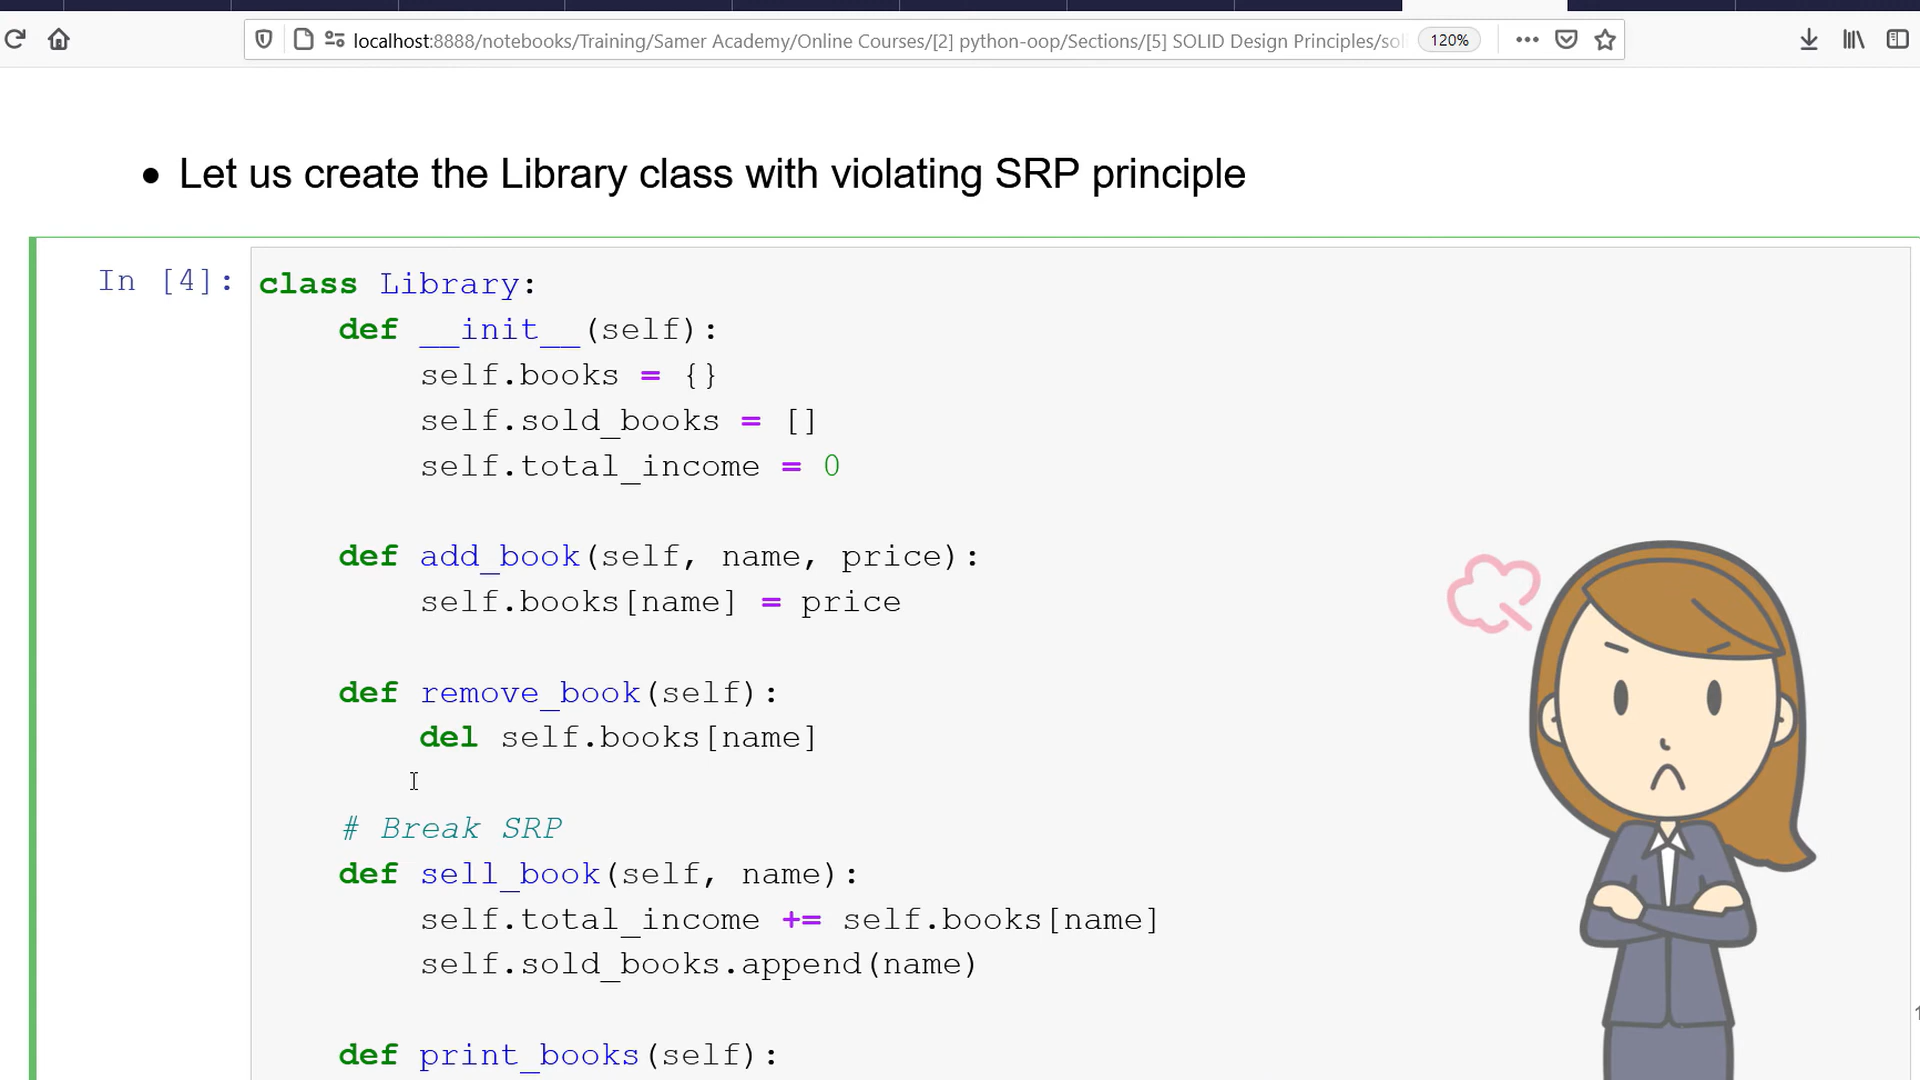 localhost:8888/notebooks/Training/Samer Academy/Online Courses/[2] python-oop/Sections/[5] SOLID Design Principles/sol
120%
• Let us create the Library class with violating SRP principle
In [4]:
class Library:
def __init__(self):
self.books = {}
self.sold_books = []
self.total_income = 0
def add_book(self, name, price):
self.books[name] = price
def remove_book(self):
del self.books[name]
# Break SRP
def sell_book(self, name):
self.total_income += self.books[name]
self.sold_books.append(name)
def print_books(self):